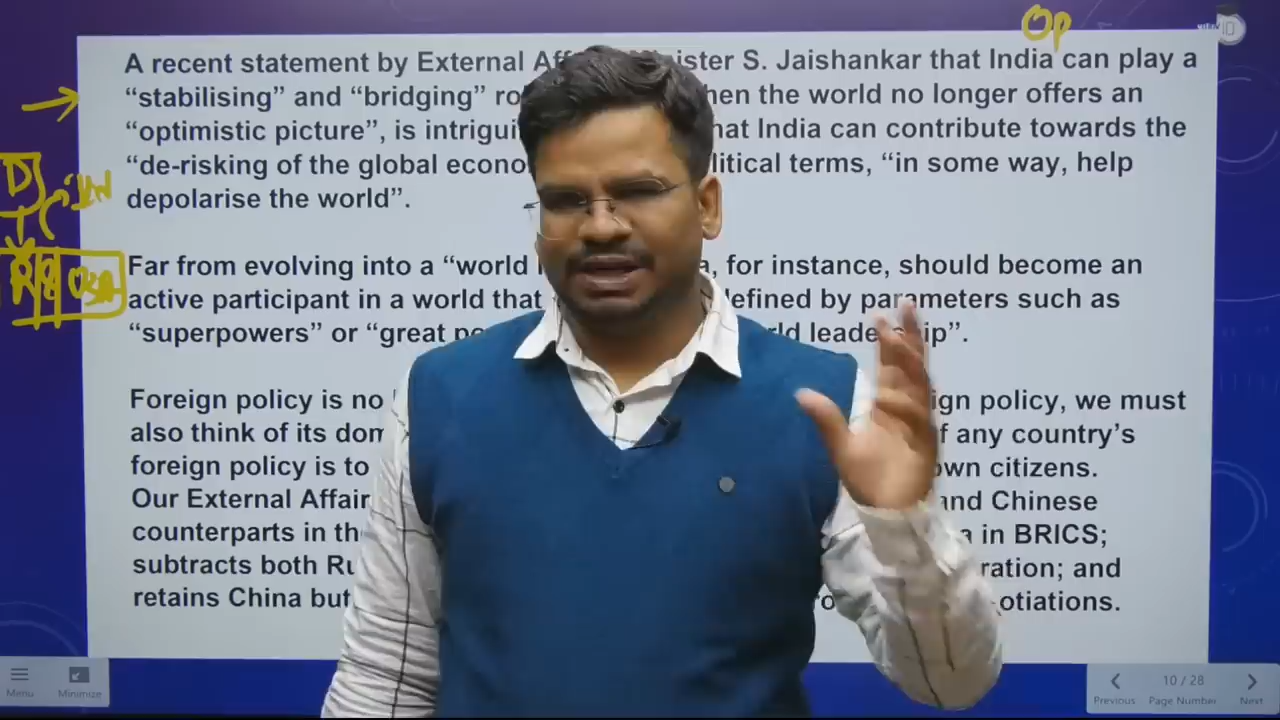 Op
A recent statement by External Af ister S. Jaishankar that India can play a
“stabilising” and “bridging” ro hen the world no longer offers an
“optimistic picture”, is intrigui hat India can contribute towards the
“de-risking of the global econo litical terms, “in some way, help
depolarise the world”.
Far from evolving into a “world a, for instance, should become an
active participant in a world that defined by parameters such as
“superpowers” or “great po rld leadership”.
Foreign policy is no ign policy, we must
also think of its dom f any country’s
foreign policy is to own citizens.
Our External Affair and Chinese
counterparts in th a in BRICS;
subtracts both Ru ration; and
retains China but otiations.
Menu Minimize
10 / 28
Previous Page Number Next